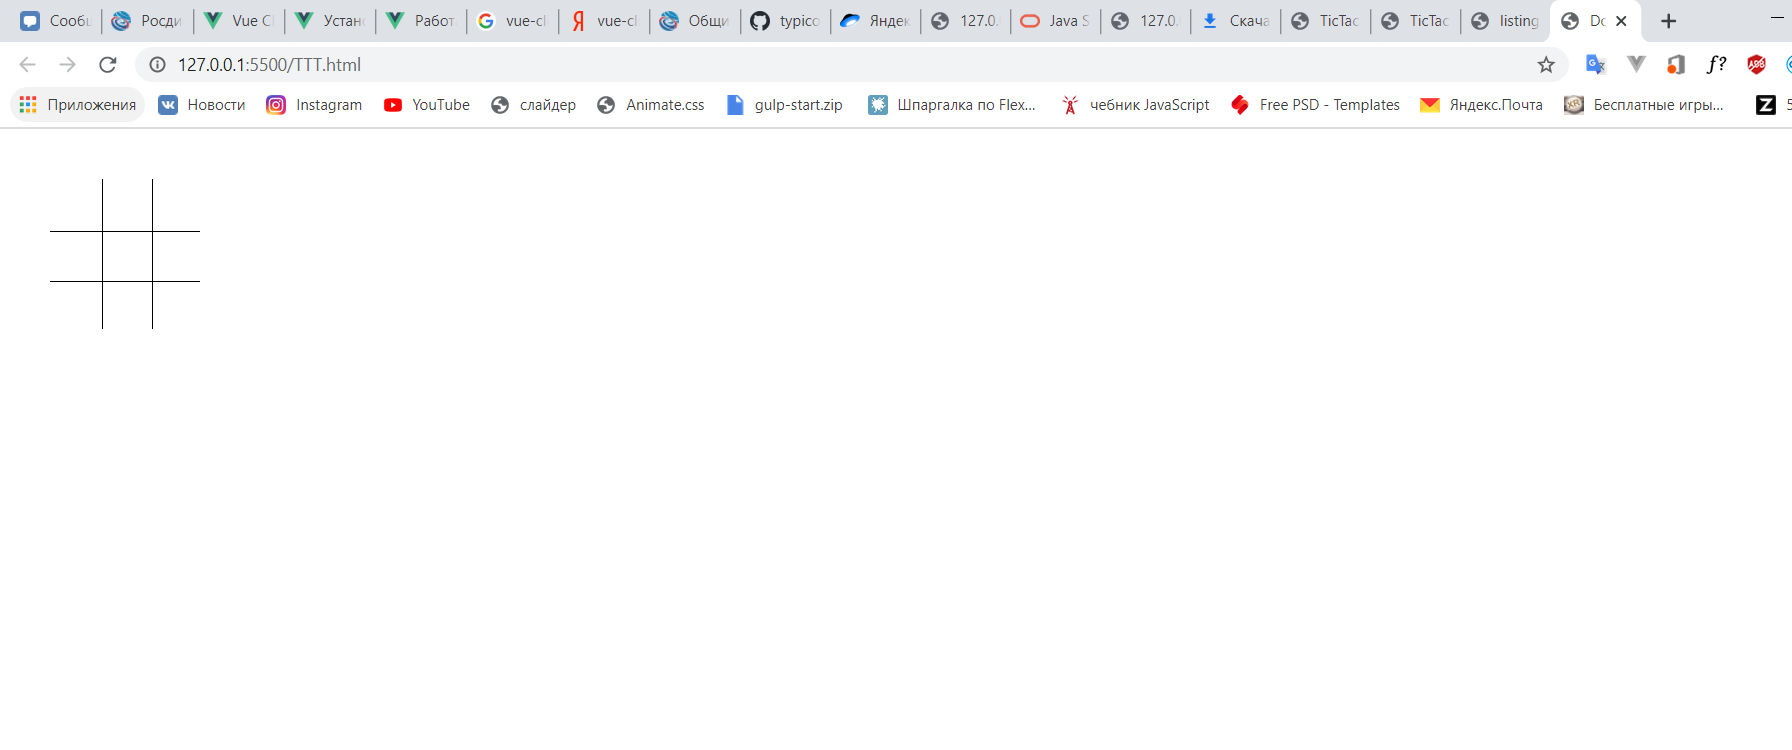 Сообщ Росди Vue Cl Устано Работ vue-cl vue-cl Общи typico Яндек 127.0. Java S 127.0. Скача TicTac TicTac listing Do
127.0.0.1:5500/TTT.html
Приложения Новости Instagram YouTube слайдер Animate.css gulp-start.zip Шпаргалка по Flex... чебник JavaScript Free PSD - Templates Яндекс.Почта Бесплатные игры...